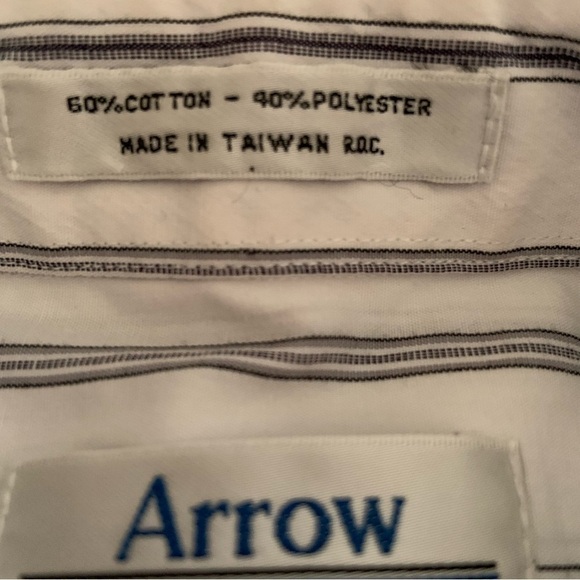 60%COTTON - 40%POLYESTER
MADE IN TAIWAN R.O.C.
Arrow